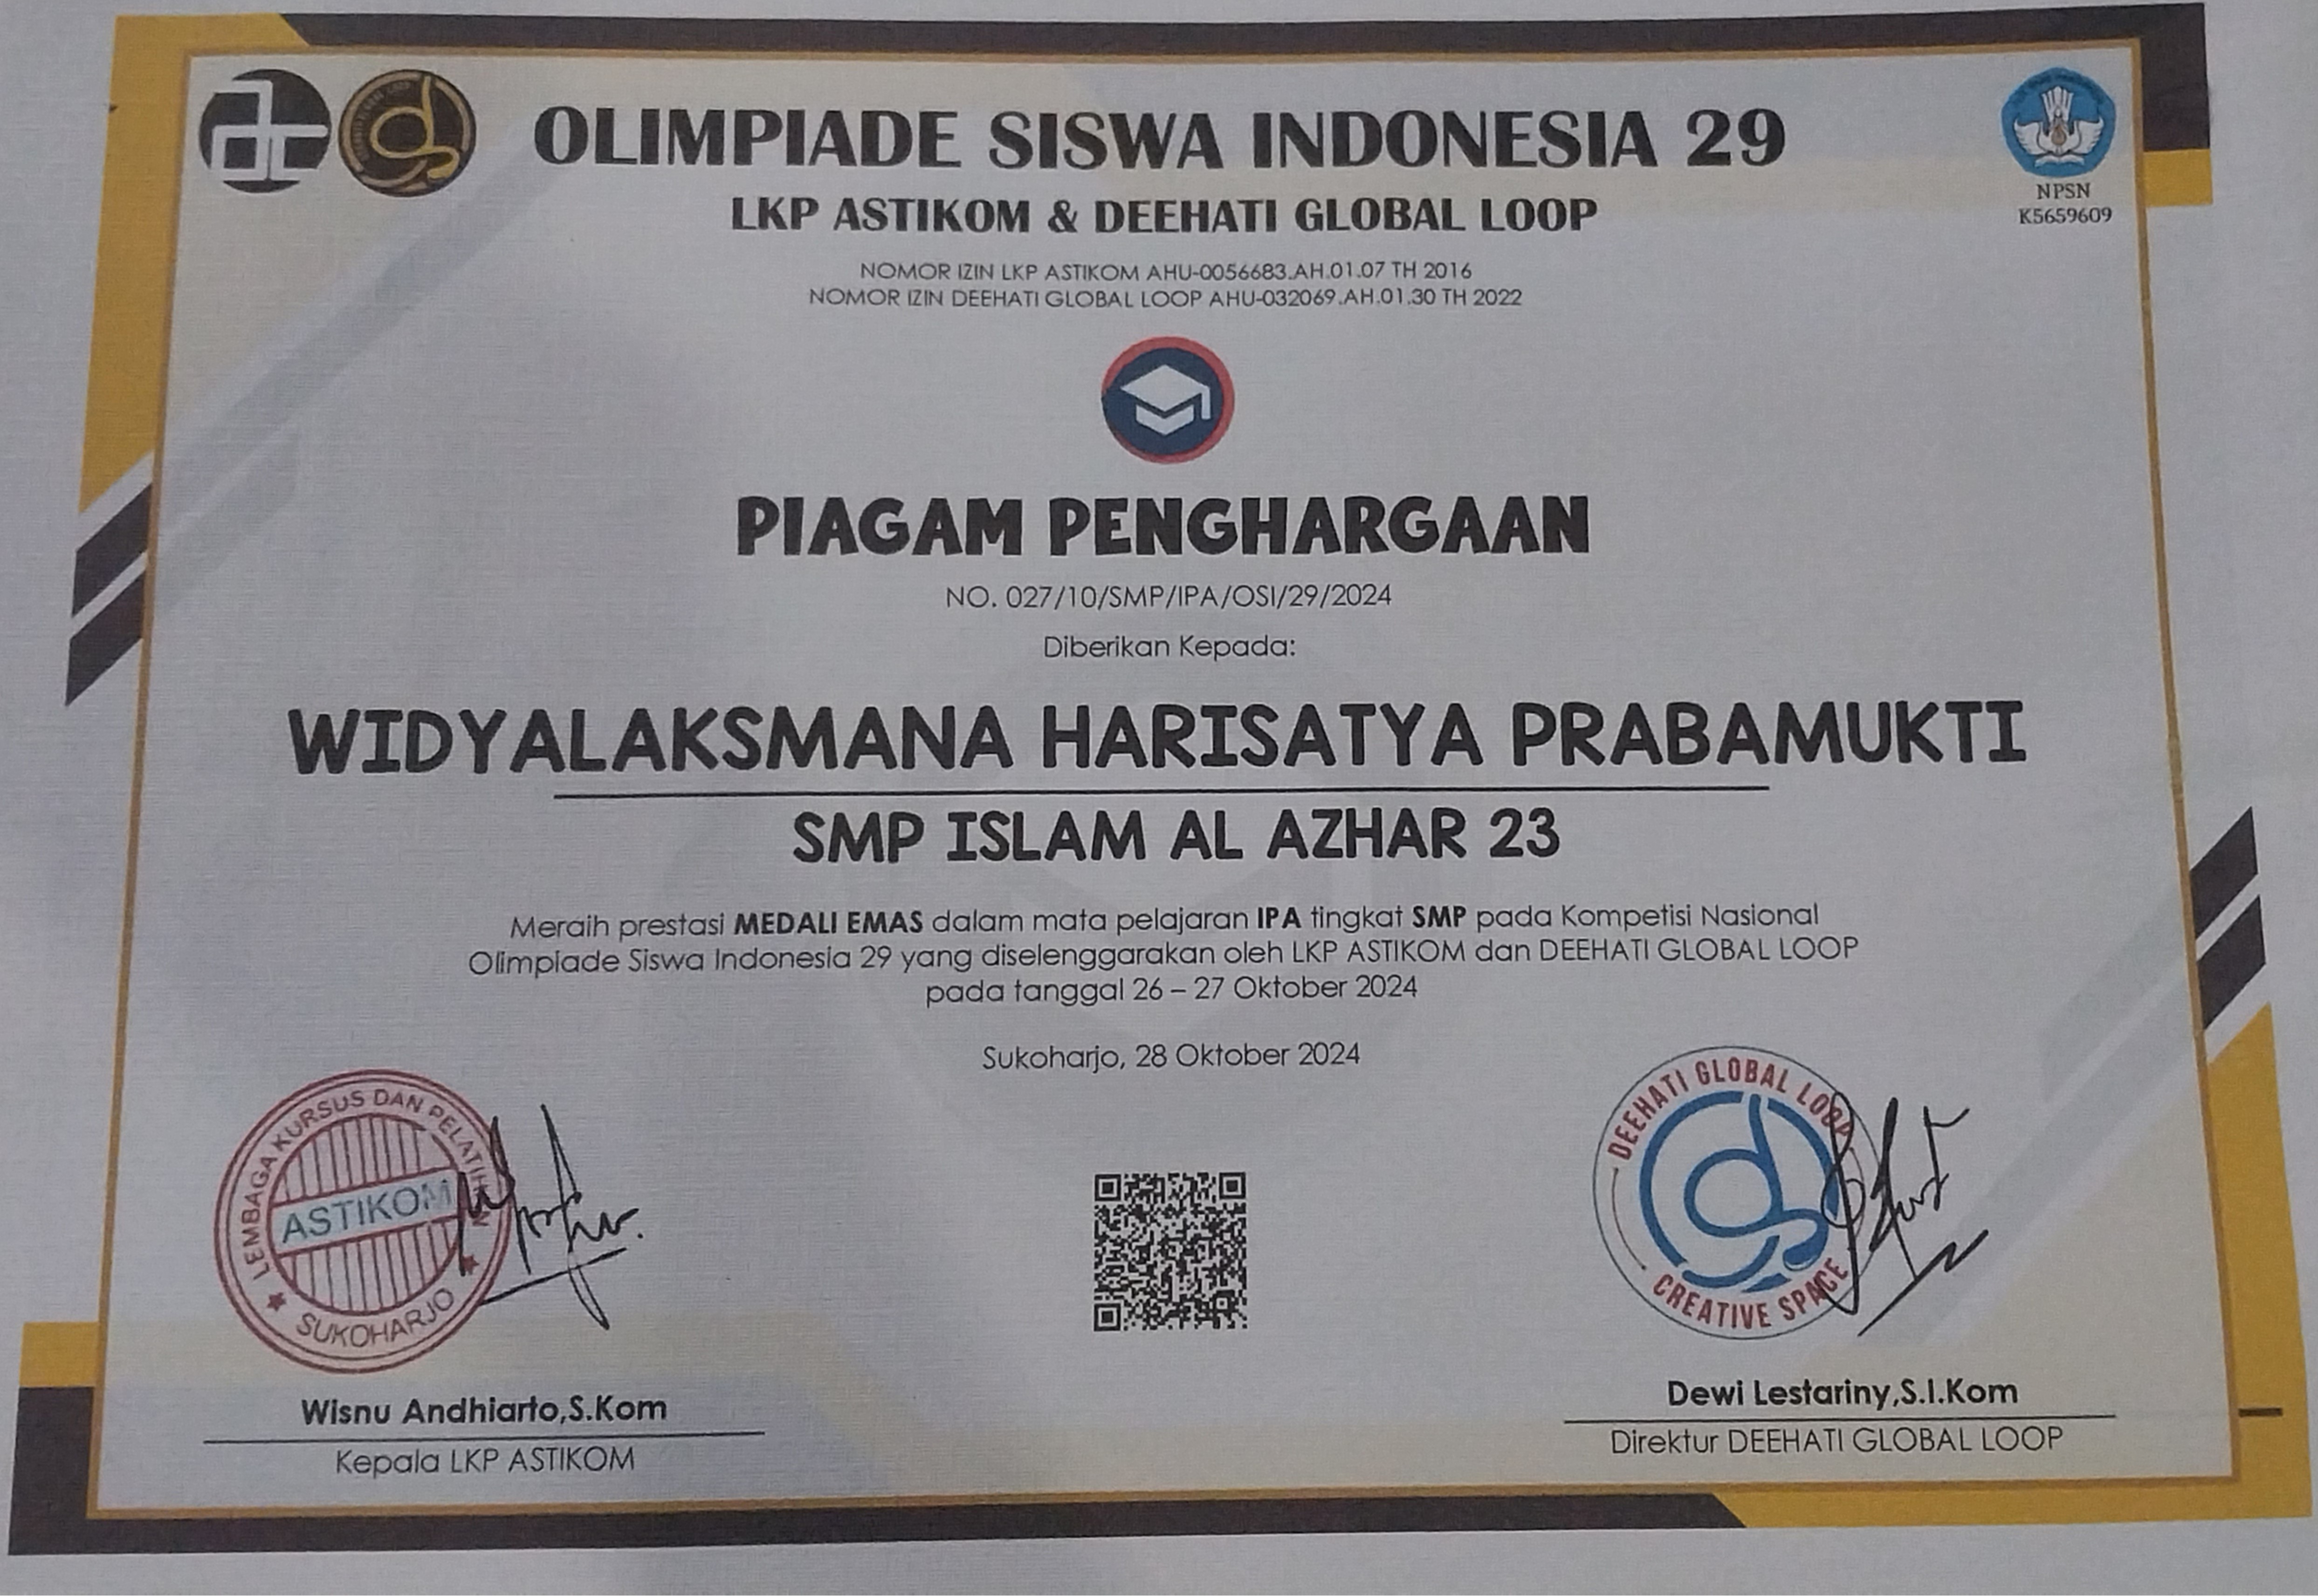 OLIMPIADE SISWA INDONESIA 29
LKP ASTIKOM & DEEHATI GLOBAL LOOP
NPSN
K5659609
NOMOR IZIN LKP ASTIKOM AHU-0056683.AH.01.07 TH 2016
NOMOR IZIN DEEHATI GLOBAL LOOP AHU-032069.AH.01.30 TH 2022
PIAGAM PENGHARGAAN
NO. 027/10/SMP/IPA/OSI/29/2024
Diberikan Kepada:
WIDYALAKSMANA HARISATYA PRABAMUKTI
SMP ISLAM AL AZHAR 23
Meraih prestasi MEDALI EMAS dalam mata pelajaran IPA tingkat SMP pada Kompetisi Nasional
Olimpiade Siswa Indonesia 29 yang diselenggarakan oleh LKP ASTIKOM dan DEEHATI GLOBAL LOOP
pada tanggal 26 – 27 Oktober 2024
Sukoharjo, 28 Oktober 2024
LEMBAGA KURSUS DAN PELATIHAN
ASTIKOM
SUKOHARJO
DEEHATI GLOBAL LOOP
CREATIVE SPACE
Wisnu Andhiarto,S.Kom
Kepala LKP ASTIKOM
Dewi Lestariny,S.I.Kom
Direktur DEEHATI GLOBAL LOOP